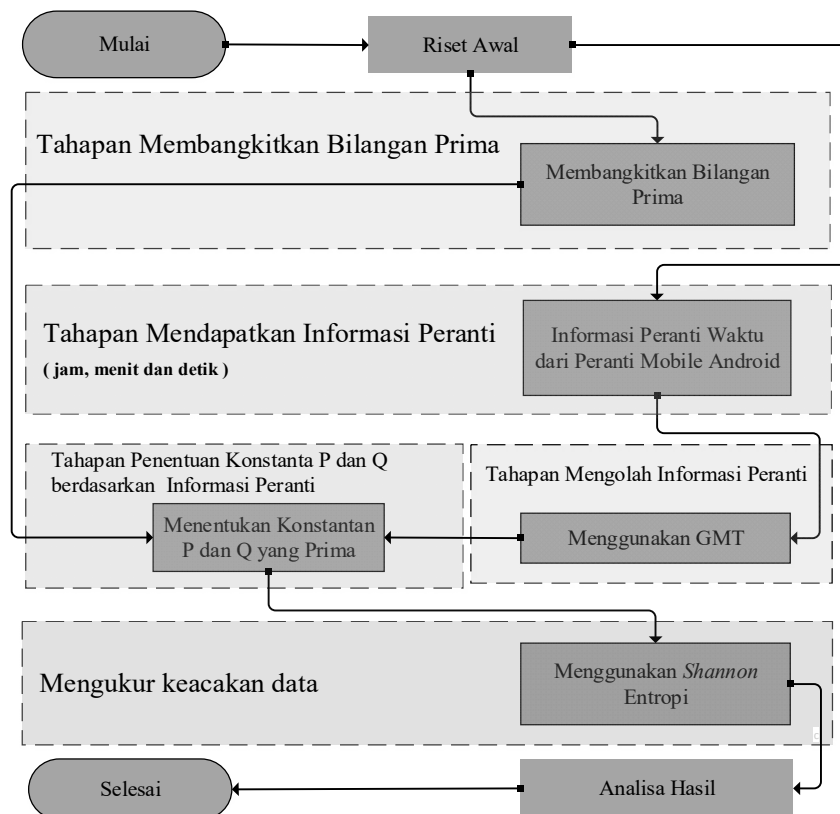 Mulai
Riset Awal
Tahapan Membangkitkan Bilangan Prima
Membangkitkan Bilangan
Prima
Tahapan Mendapatkan Informasi Peranti
( jam, menit dan detik )
Informasi Peranti Waktu
dari Peranti Mobile Android
Tahapan Penentuan Konstanta P dan Q
berdasarkan Informasi Peranti
Menentukan Konstantan
P dan Q yang Prima
Tahapan Mengolah Informasi Peranti
Menggunakan GMT
Mengukur keacakan data
Menggunakan Shannon
Entropi
Selesai
Analisa Hasil